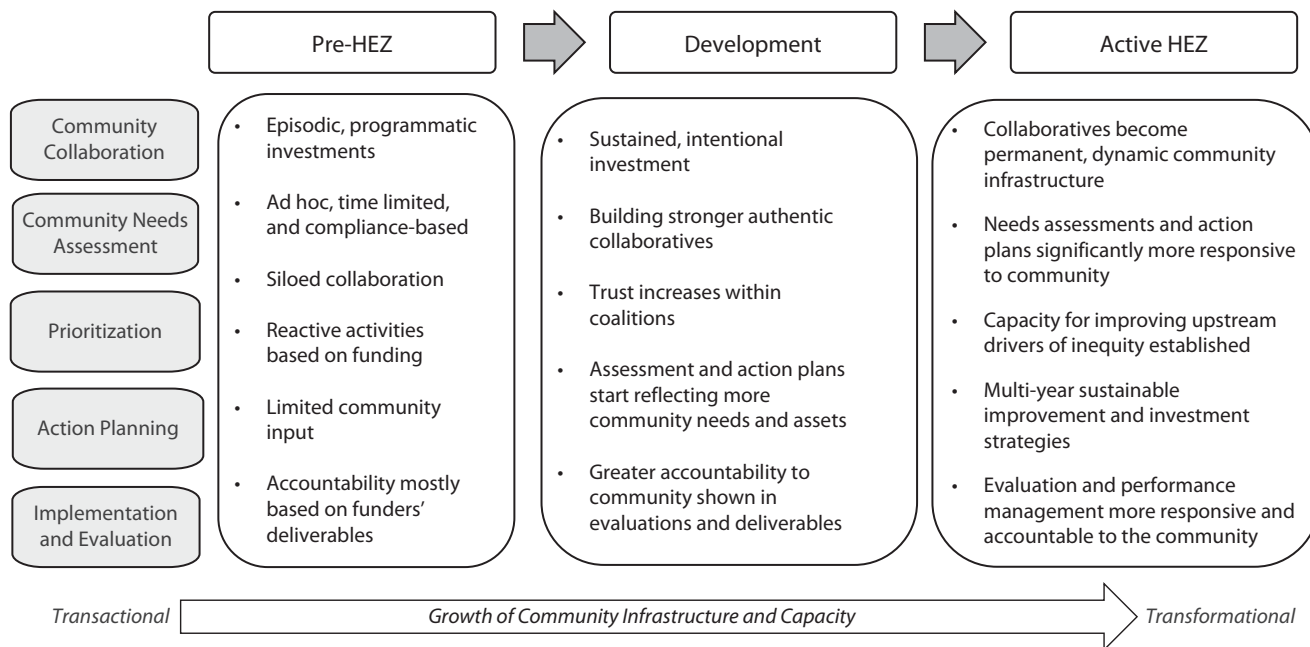 Pre-HEZ
Development
Active HEZ
Community
Collaboration
Community Needs
Assessment
Prioritization
Action Planning
Implementation
and Evaluation
• Episodic, programmatic
investments
• Ad hoc, time limited,
and compliance-based
• Siloed collaboration
• Reactive activities
based on funding
• Limited community
input
• Accountability mostly
based on funders’
deliverables
• Sustained, intentional
investment
• Building stronger authentic
collaboratives
• Trust increases within
coalitions
• Assessment and action plans
start reflecting more
community needs and assets
• Greater accountability to
community shown in
evaluations and deliverables
• Collaboratives become
permanent, dynamic community
infrastructure
• Needs assessments and action
plans significantly more responsive
to community
• Capacity for improving upstream
drivers of inequity established
• Multi-year sustainable
improvement and investment
strategies
• Evaluation and performance
management more responsive and
accountable to the community
Transactional
Growth of Community Infrastructure and Capacity
Transformational